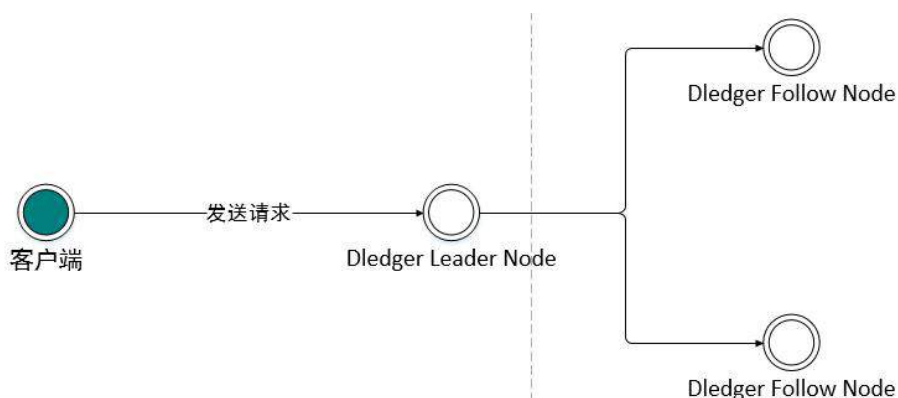 Dledger Follow Node
发送请求
客户端
Dledger Leader Node
Dledger Follow Node